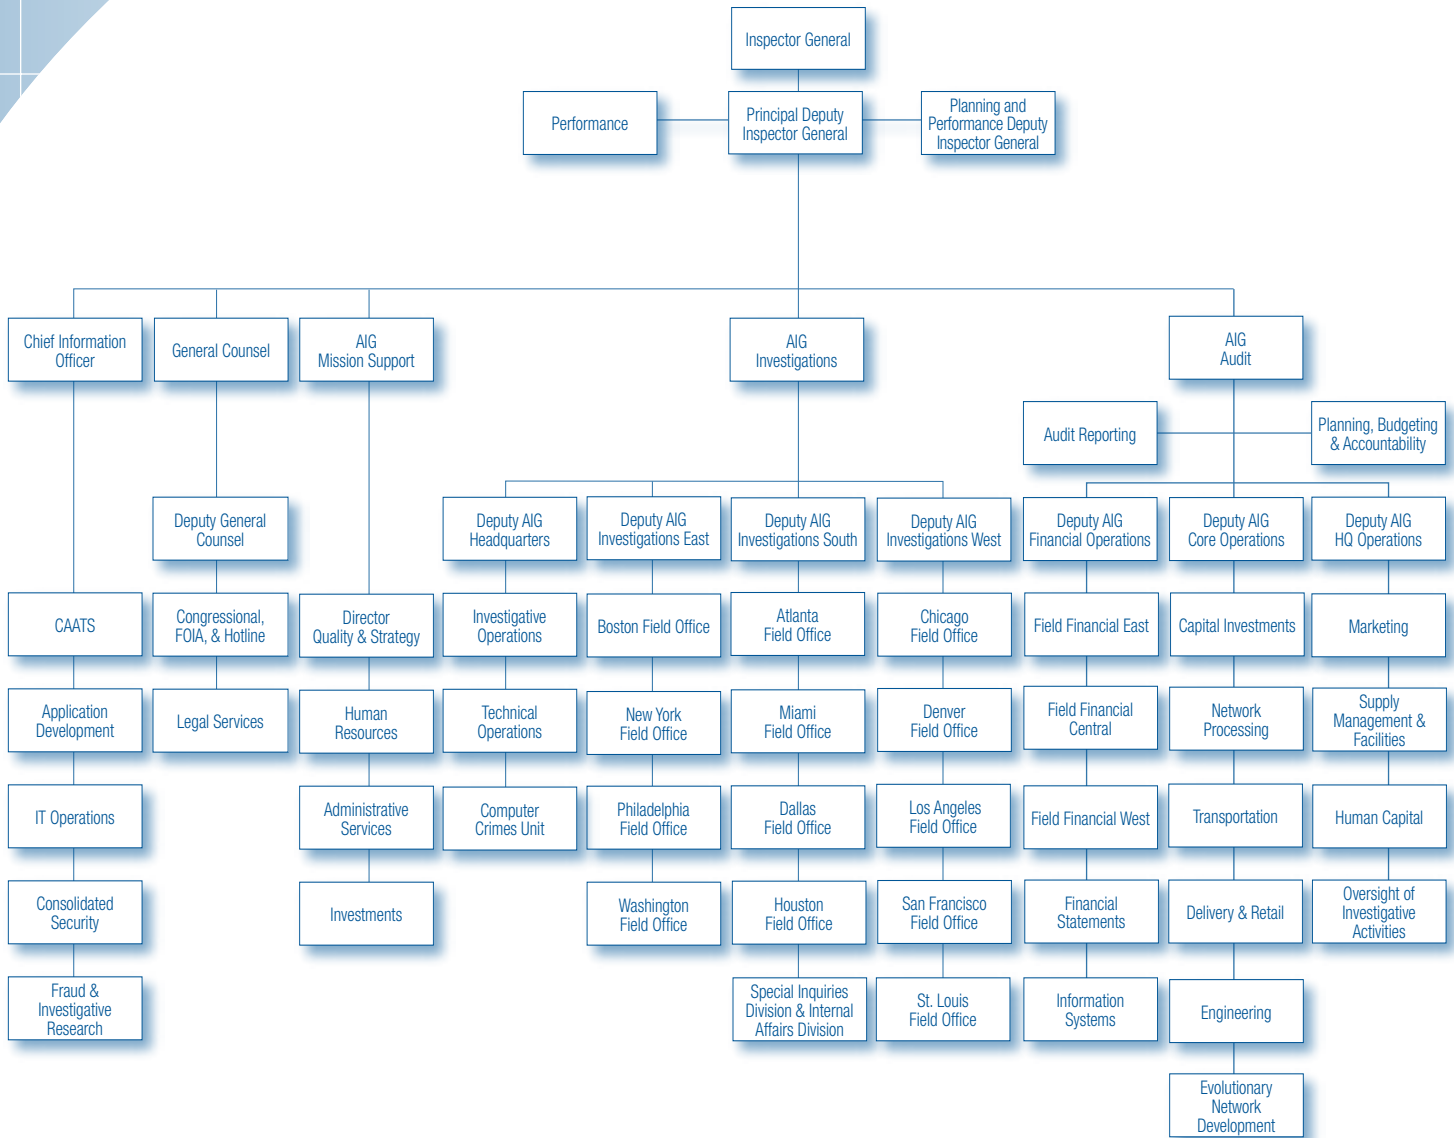 Inspector General
Performance
Principal Deputy
Inspector General
Planning and
Performance Deputy
Inspector General
Chief Information
Officer
General Counsel
AIG
Mission Support
AIG
Investigations
AIG
Audit
Audit Reporting
Planning, Budgeting
& Accountability
Deputy General
Counsel
Deputy AIG
Headquarters
Deputy AIG
Investigations East
Deputy AIG
Investigations South
Deputy AIG
Investigations West
Deputy AIG
Financial Operations
Deputy AIG
Core Operations
Deputy AIG
HQ Operations
CAATS
Congressional,
FOIA, & Hotline
Director
Quality & Strategy
Investigative
Operations
Boston Field Office
Atlanta
Field Office
Chicago
Field Office
Field Financial East
Capital Investments
Marketing
Application
Development
Legal Services
Human
Resources
Technical
Operations
New York
Field Office
Miami
Field Office
Denver
Field Office
Field Financial
Central
Network
Processing
Supply
Management &
Facilities
IT Operations
Administrative
Services
Computer
Crimes Unit
Philadelphia
Field Office
Dallas
Field Office
Los Angeles
Field Office
Field Financial West
Transportation
Human Capital
Consolidated
Security
Investments
Washington
Field Office
Houston
Field Office
San Francisco
Field Office
Financial
Statements
Delivery & Retail
Oversight of
Investigative
Activities
Fraud &
Investigative
Research
Special Inquiries
Division & Internal
Affairs Division
St. Louis
Field Office
Information
Systems
Engineering
Evolutionary
Network
Development